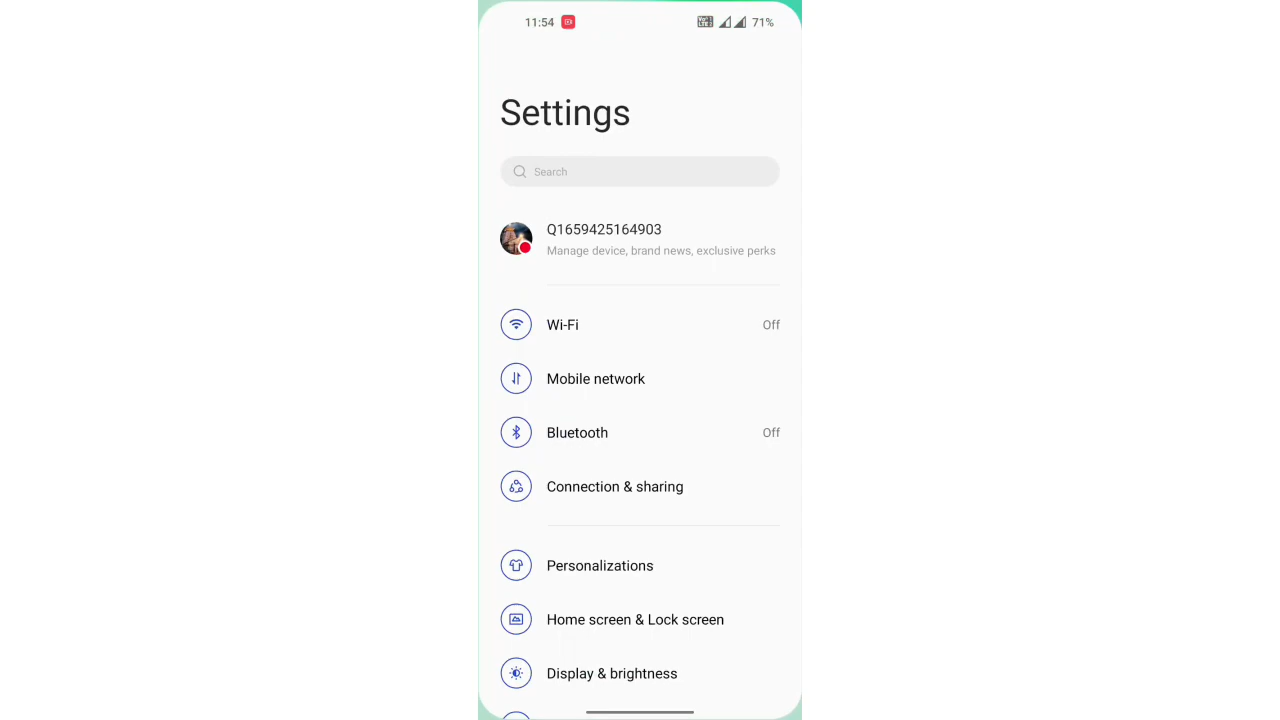 11:54 71%
Settings
Search
Q1659425164903
Manage device, brand news, exclusive perks
Wi-Fi Off
Mobile network
Bluetooth Off
Connection & sharing
Personalizations
Home screen & Lock screen
Display & brightness